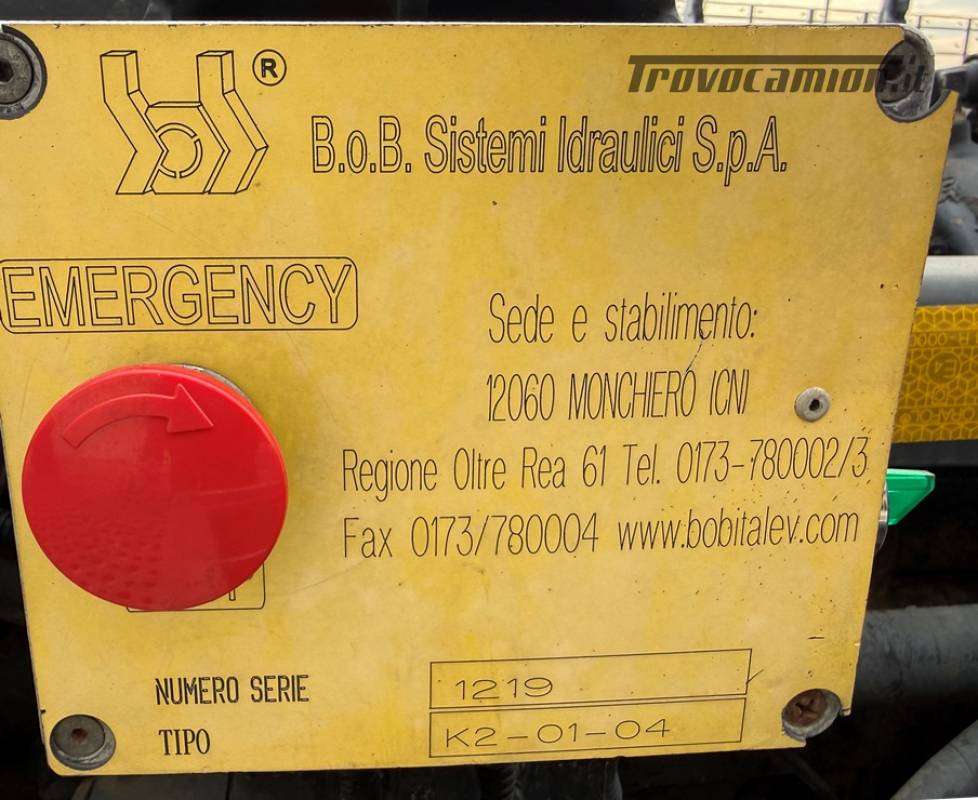 Trovocamion.it
®
B.o.B. Sistemi Idraulici S.p.A.
EMERGENCY
Sede e stabilimento:
12060 MONCHIERO (CN)
Regione Oltre Rea 61 Tel. 0173-780002/3
Fax 0173/780004 www.bobitalev.com
NUMERO SERIE 1219
TIPO K2-01-04